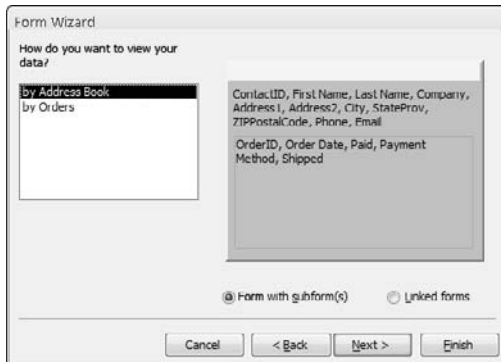 Form Wizard
How do you want to view your
data?
by Address Book
by Orders
ContactID, First Name, Last Name, Company,
Address1, Address2, City, StateProv,
ZIPPostalCode, Phone, Email
OrderID, Order Date, Paid, Payment
Method, Shipped
Form with subform(s)
Linked forms
Cancel
< Back
Next >
Finish